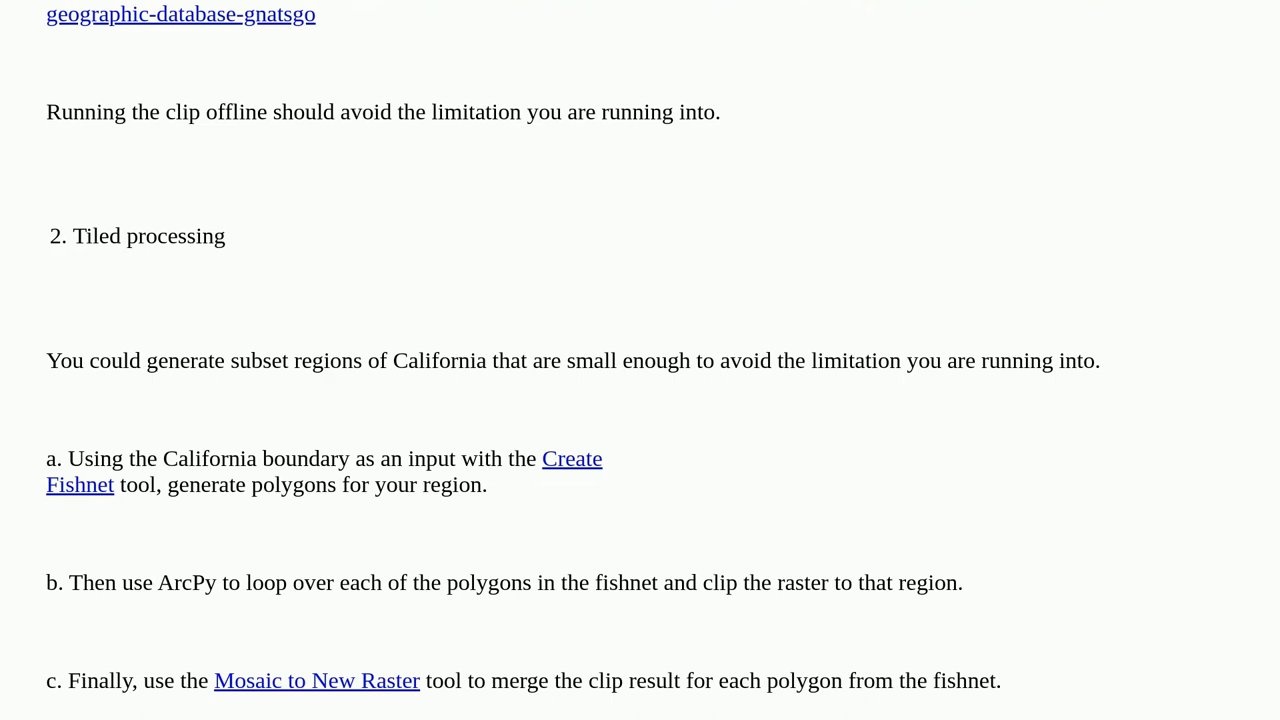 geographic-database-gnatsgo
Running the clip offline should avoid the limitation you are running into.
2. Tiled processing
You could generate subset regions of California that are small enough to avoid the limitation you are running into.
a. Using the California boundary as an input with the Create
Fishnet tool, generate polygons for your region.
b. Then use ArcPy to loop over each of the polygons in the fishnet and clip the raster to that region.
c. Finally, use the Mosaic to New Raster tool to merge the clip result for each polygon from the fishnet.